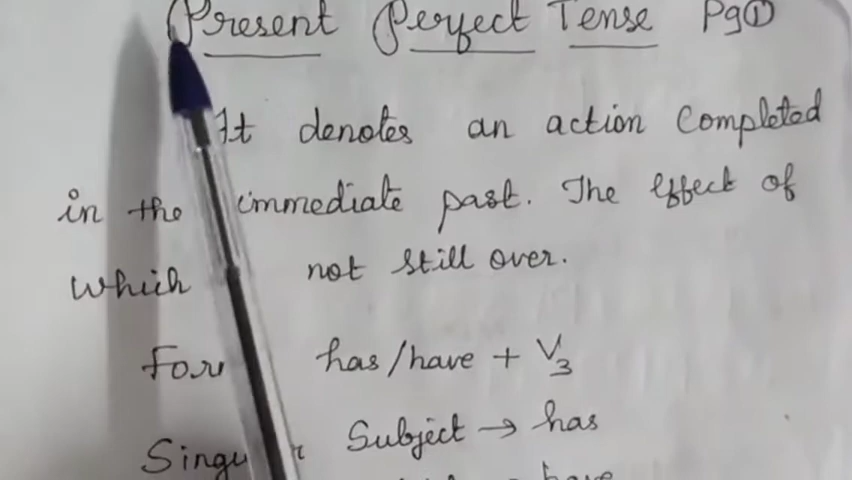 Present Perfect Tense Pg①
It denotes an action Completed
in the immediate past. The effect of
which not still over.
has/have + V₃
Subject → has
have